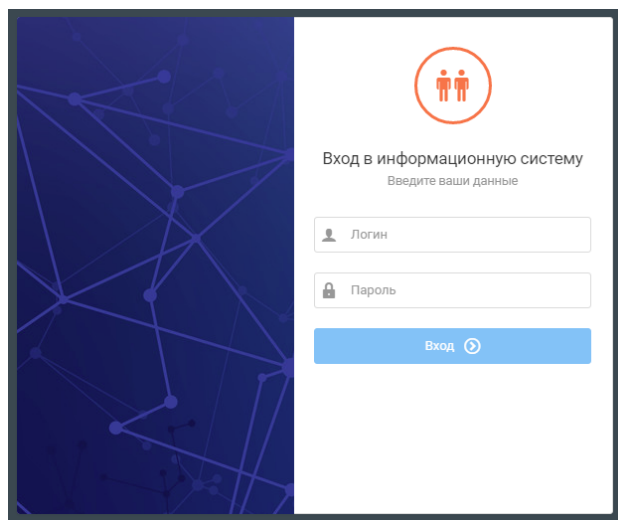 Вход в информационную систему
Введите ваши данные
Логин
Пароль
Вход